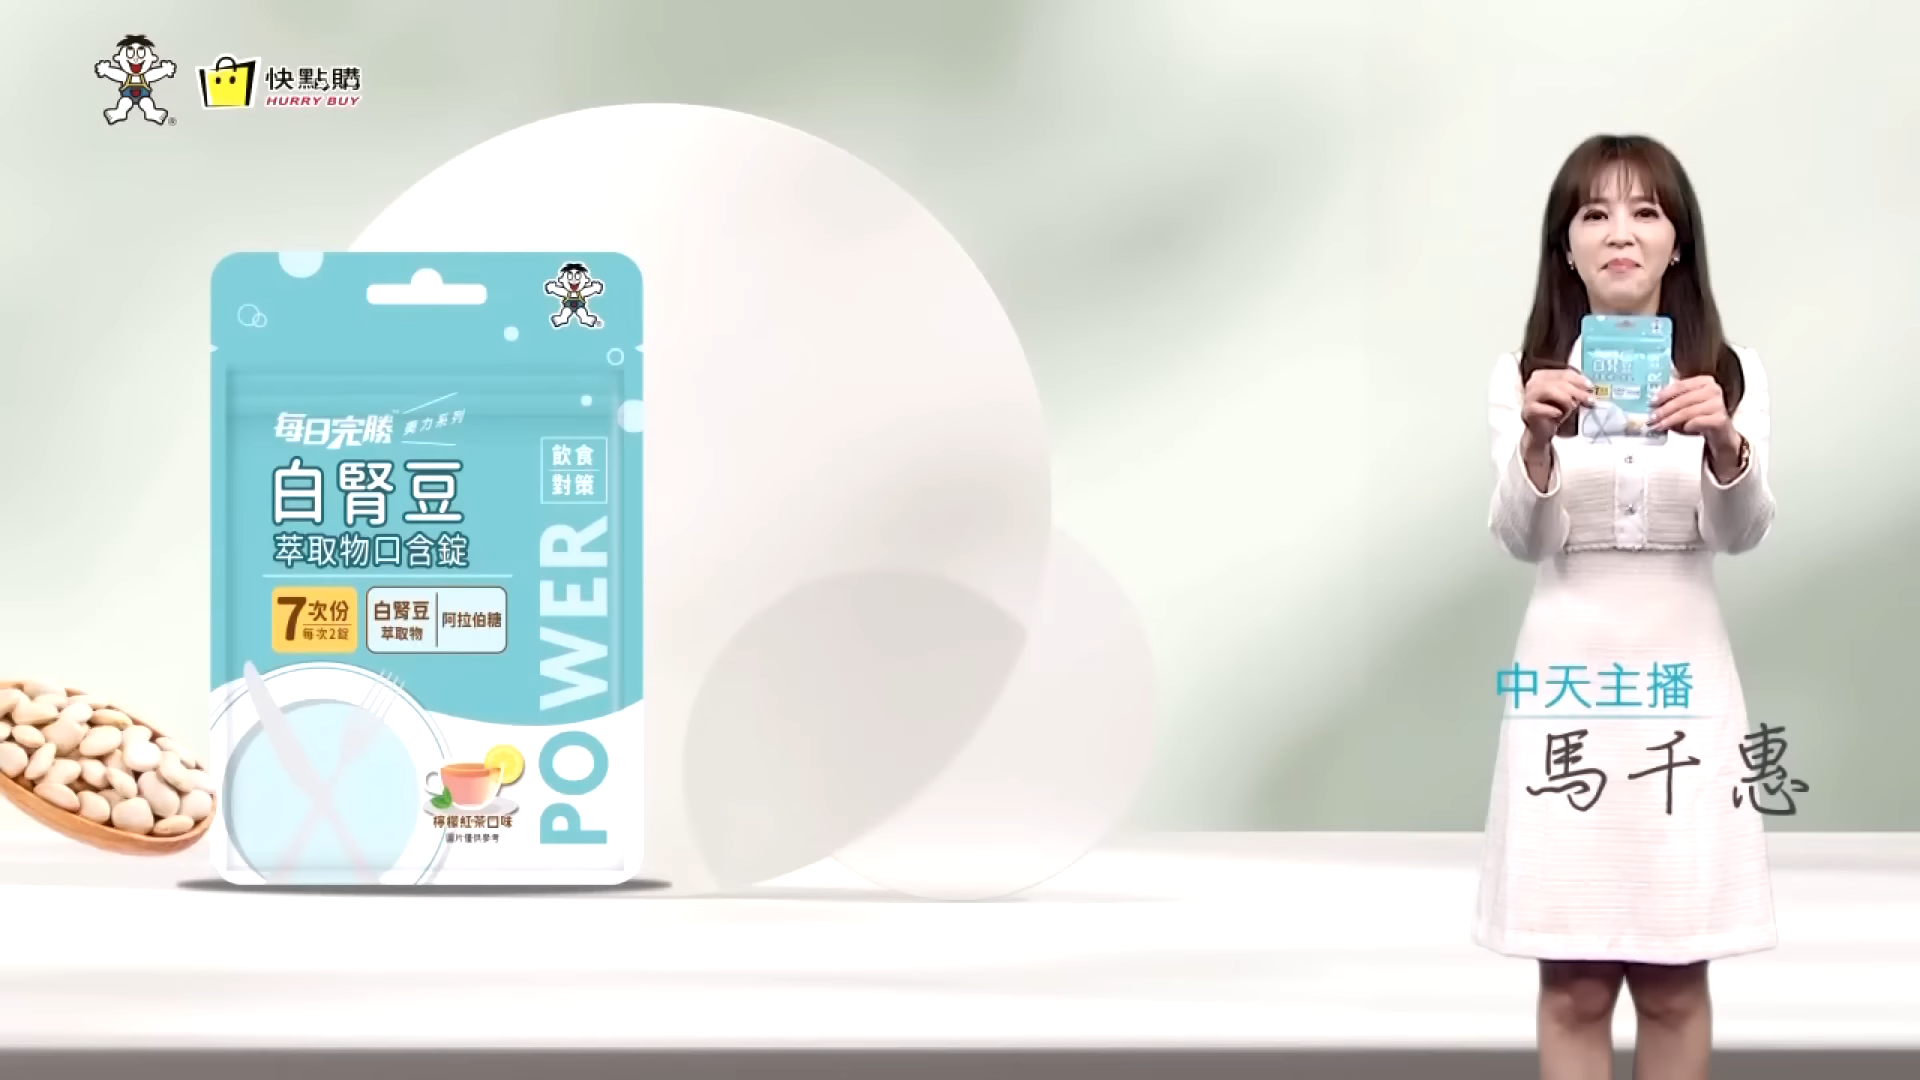 快點購
HURRY BUY
每日完勝 美力系列
白腎豆
萃取物口含錠
飲食
對策
POWER
7次份
每次2錠
白腎豆
萃取物
阿拉伯糖
檸檬紅茶口味
圖片僅供參考
白腎豆
中天主播
馬千惠